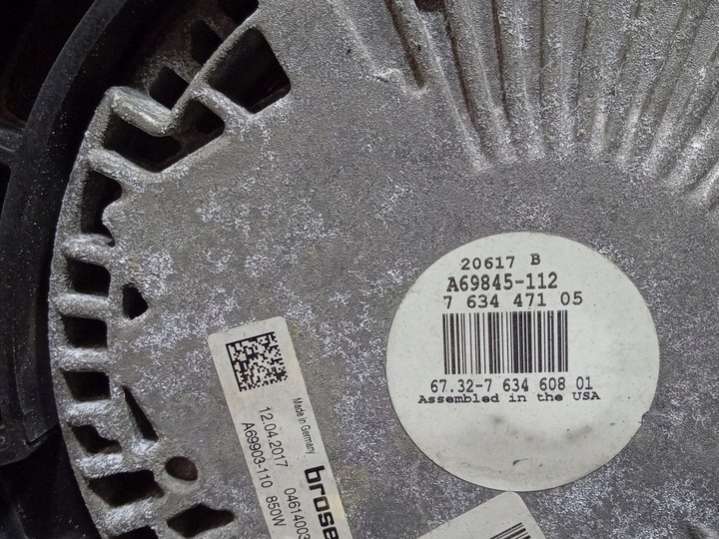 20617 B
A69845-112
7 634 471 05
67.32-7 634 608 01
Assembled in the USA
Made in Germany
brose
12.04.2017 04614003
A69903-110 850W